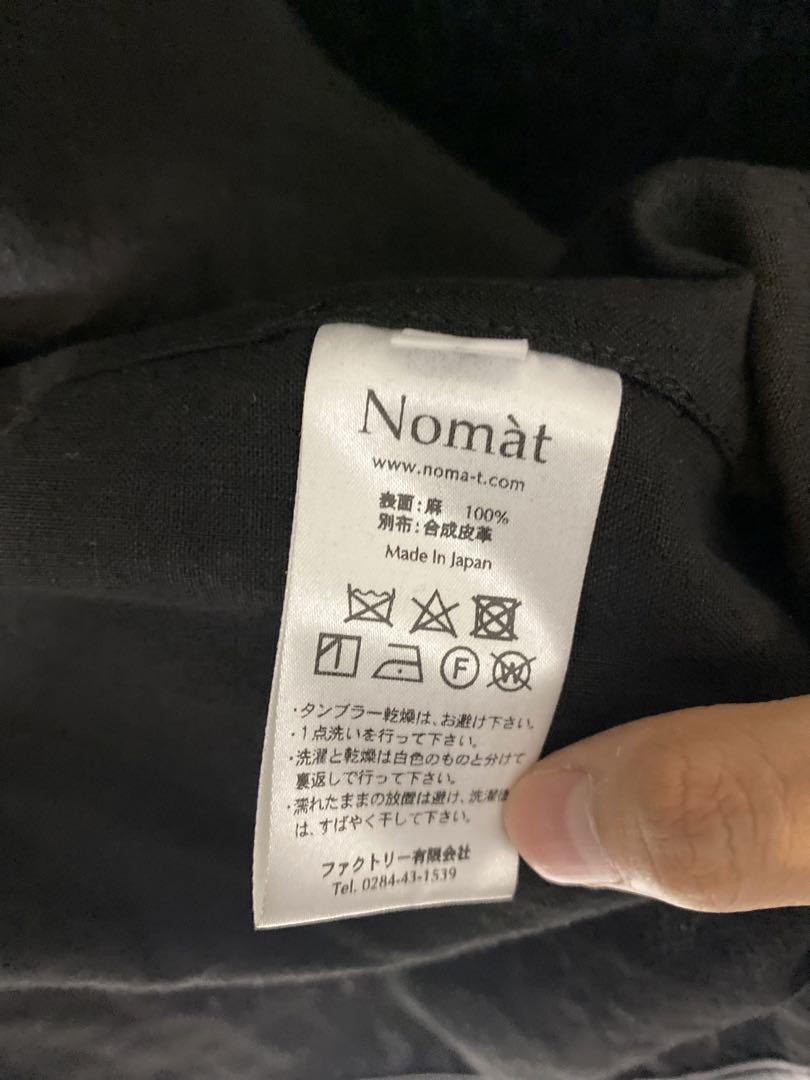 Nomàt
www.noma-t.com
表面：麻 100%
別布：合成皮革
Made In Japan
F W
・タンブラー乾燥は、お避け下さい。
・1点洗いを行って下さい。
・洗濯と乾燥は白色のものと分けて
裏返しで行って下さい。
・濡れたままの放置は避け、洗濯後
は、すばやく干して下さい。
ファクトリー有限会社
Tel. 0284-43-1539